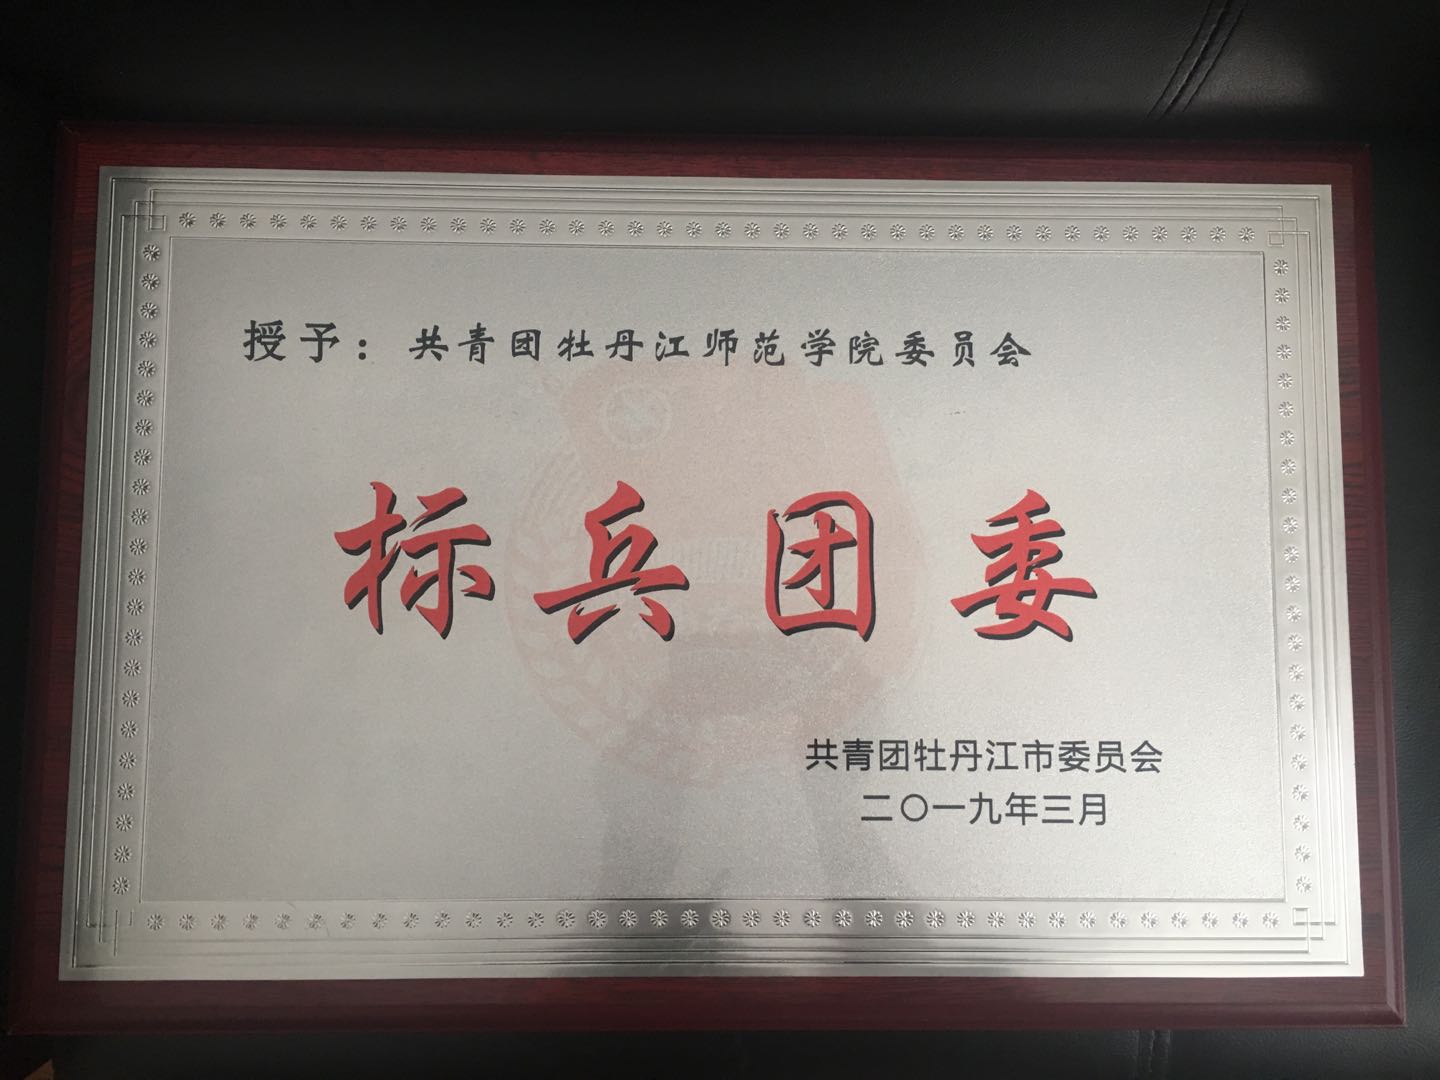 授予：共青团牡丹江师范学院委员会
标兵团委
共青团牡丹江市委员会
二〇一九年三月